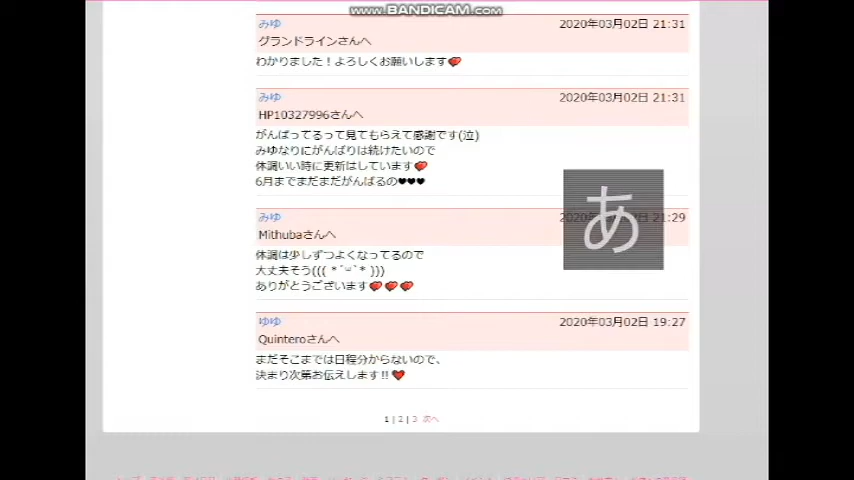 www.BANDICAM.com
みゆ 2020年03月02日 21:31
グランドラインさんへ
わかりました！よろしくお願いします
みゆ 2020年03月02日 21:31
HP10327996さんへ
がんばってるって見てもらえて感謝です(泣)
みゆなりにがんばりは続けたいので
体調いい時に更新はしています
6月までまだまだがんばるの♥♥♥
みゆ 2020年03月02日 21:29
Mithubaさんへ
あ
体調は少しずつよくなってるので
大丈夫そう((( *´꒳`* )))
ありがとうございます
ゆゆ 2020年03月02日 19:27
Quinteroさんへ
まだそこまでは日程分からないので、
決まり次第お伝えします!!
1 | 2 | 3 次へ